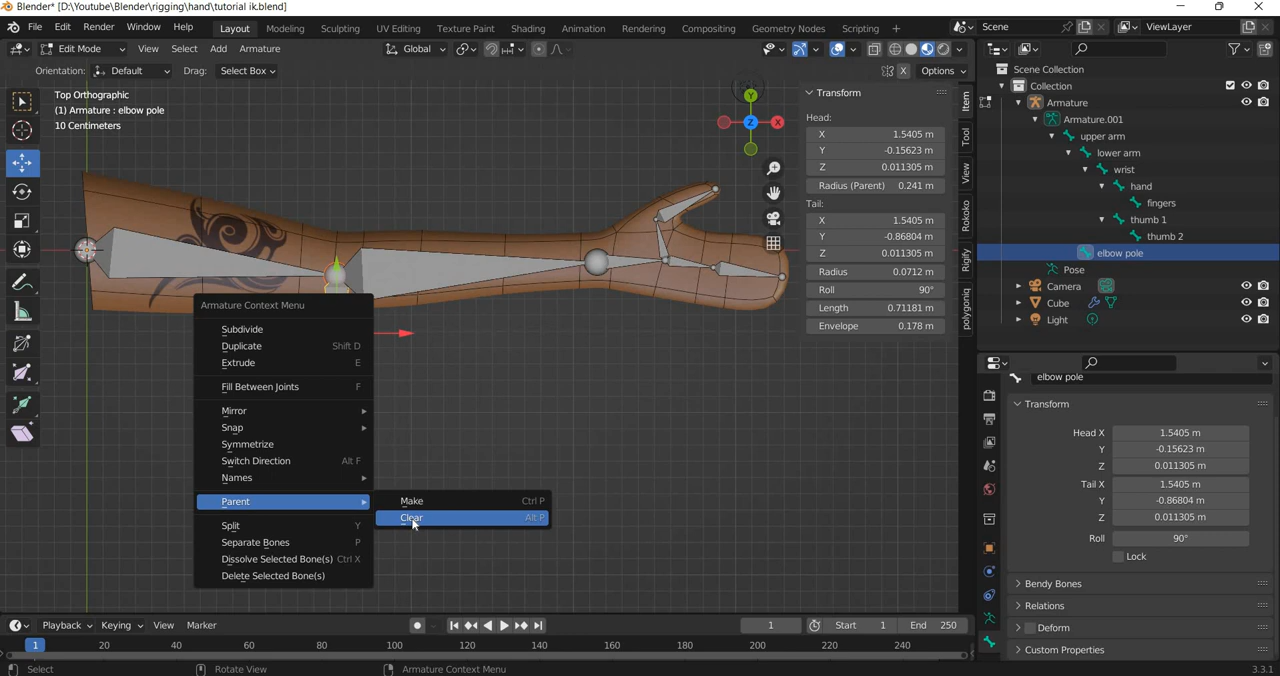 Blender* [D:\Youtube\Blender\rigging\hand\tutorial ik.blend]
File Edit Render Window Help Layout Modeling Sculpting UV Editing Texture Paint Shading Animation Rendering Compositing Geometry Nodes Scripting + Scene ViewLayer
Edit Mode View Select Add Armature Global
Orientation: Default Drag: Select Box X Options
Top Orthographic
(1) Armature : elbow pole
10 Centimeters
Y
X
Z
Transform
Head:
X 1.5405 m
Y -0.15623 m
Z 0.011305 m
Radius (Parent) 0.241 m
Tail:
X 1.5405 m
Y -0.86804 m
Z 0.011305 m
Radius 0.0712 m
Roll 90°
Length 0.71181 m
Envelope 0.178 m
Item
Tool
View
Rokoko
Rigify
polygoniq
Armature Context Menu
Subdivide
Duplicate Shift D
Extrude E
Fill Between Joints F
Mirror
Snap
Symmetrize
Switch Direction Alt F
Names
Parent
Split Y
Separate Bones P
Dissolve Selected Bone(s) Ctrl X
Delete Selected Bone(s)
Make Ctrl P
Clear Alt P
Scene Collection
Collection
Armature
Armature.001
upper arm
lower arm
wrist
hand
fingers
thumb 1
thumb 2
elbow pole
Pose
Camera
Cube
Light
elbow pole
Transform
Head X 1.5405 m
Y -0.15623 m
Z 0.011305 m
Tail X 1.5405 m
Y -0.86804 m
Z 0.011305 m
Roll 90°
Lock
Bendy Bones
Relations
Deform
Custom Properties
Playback Keying View Marker 1 Start 1 End 250
1 20 40 60 80 100 120 140 160 180 200 220 240
Select Rotate View Armature Context Menu 3.3.1